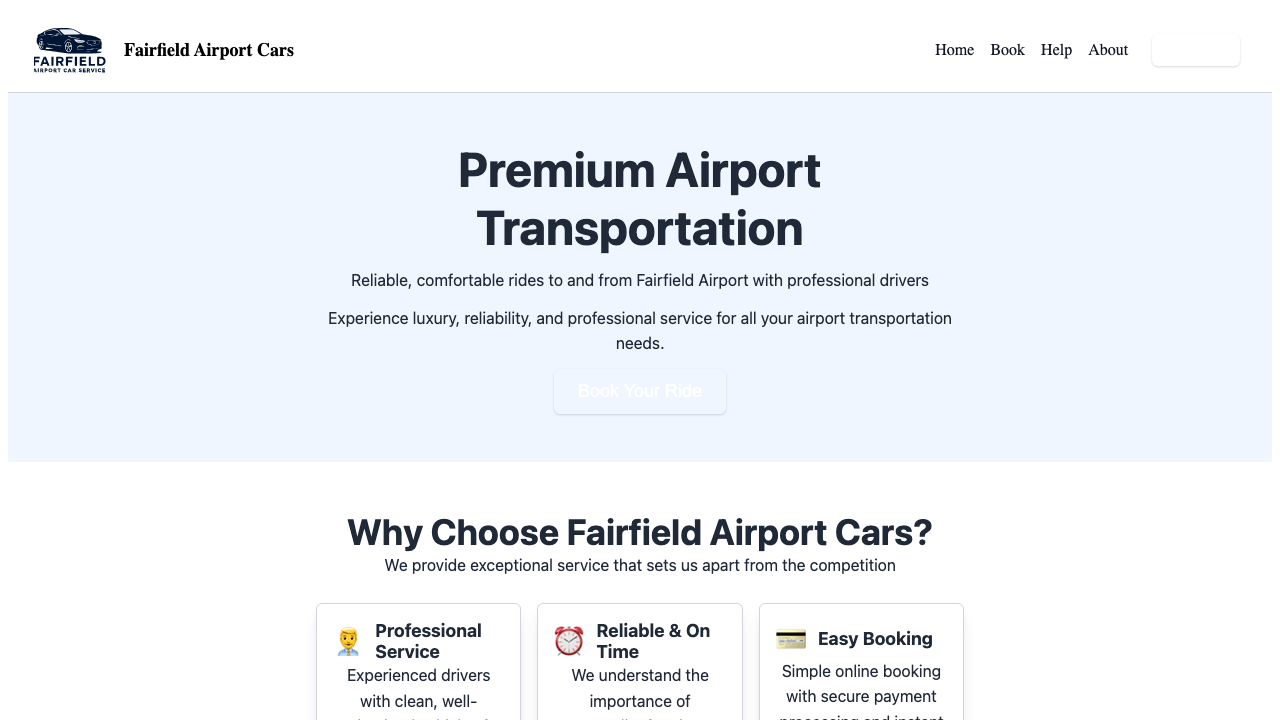 FAIRFIELD
AIRPORT CAR SERVICE
Fairfield Airport Cars
Home Book Help About
Premium Airport
Transportation
Reliable, comfortable rides to and from Fairfield Airport with professional drivers
Experience luxury, reliability, and professional service for all your airport transportation
needs.
Book Your Ride
Why Choose Fairfield Airport Cars?
We provide exceptional service that sets us apart from the competition
Professional
Service
Experienced drivers
with clean, well-
Reliable & On
Time
We understand the
importance of
Easy Booking
Simple online booking
with secure payment